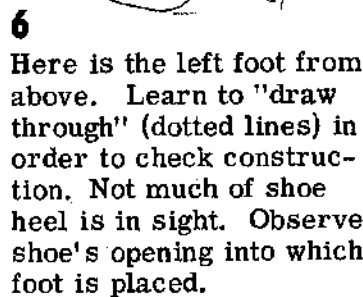 6
Here is the left foot from
above. Learn to "draw
through" (dotted lines) in
order to check construc-
tion. Not much of shoe
heel is in sight. Observe
shoe's opening into which
foot is placed.